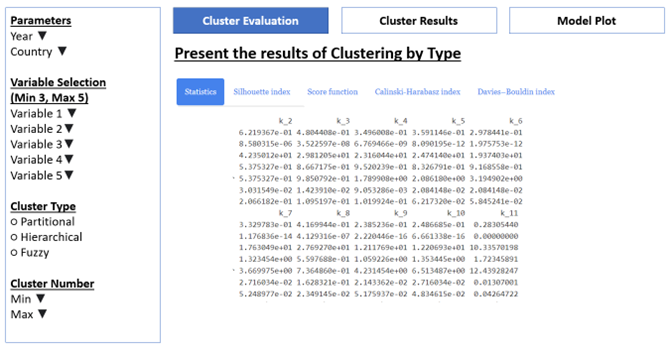 Parameters
Year ▼
Country ▼
Variable Selection
(Min 3, Max 5)
Variable 1 ▼
Variable 2▼
Variable 3▼
Variable 4▼
Variable 5▼
Cluster Type
○ Partitional
○ Hierarchical
○ Fuzzy
Cluster Number
Min ▼
Max ▼
Cluster Evaluation
Cluster Results
Model Plot
Present the results of Clustering by Type
Statistics Silhouette index Score function Calinski-Harabasz index Davies–Rouldin index
k_2 k_3 k_4 k_5 k_6
6.219367e-01 4.804408e-01 3.496008e-01 3.591146e-01 2.978441e-01
8.580315e-06 3.522597e-08 6.769466e-09 8.090195e-12 1.975753e-12
4.235012e+01 2.981205e+01 2.316044e+01 2.474140e+01 1.937403e+01
5.375327e-01 8.667175e-01 9.520239e-01 8.326791e-01 9.168558e-01
5.375327e-01 9.850792e-01 1.789908e+00 2.086180e+00 3.194902e+00
3.031549e-02 1.423910e-02 9.053286e-03 2.084148e-02 2.084148e-02
2.066182e-01 1.095197e-01 1.019924e-01 6.217320e-02 5.845241e-02
k_7 k_8 k_9 k_10 k_11
3.329783e-01 4.169944e-01 2.385236e-01 2.486685e-01 0.28305440
1.176836e-14 4.129316e-07 2.220446e-16 6.661338e-16 0.00000000
1.763049e+01 2.769270e+01 1.211769e+01 1.220693e+01 10.33570198
1.323454e+00 5.597688e-01 1.059226e+00 1.353445e+00 1.72345891
3.669975e+00 7.364860e-01 4.231454e+00 6.513487e+00 12.43928247
2.716034e-02 1.628321e-02 2.143362e-02 2.716034e-02 0.01307001
5.248977e-02 2.349145e-02 5.175937e-02 4.834615e-02 0.04264722